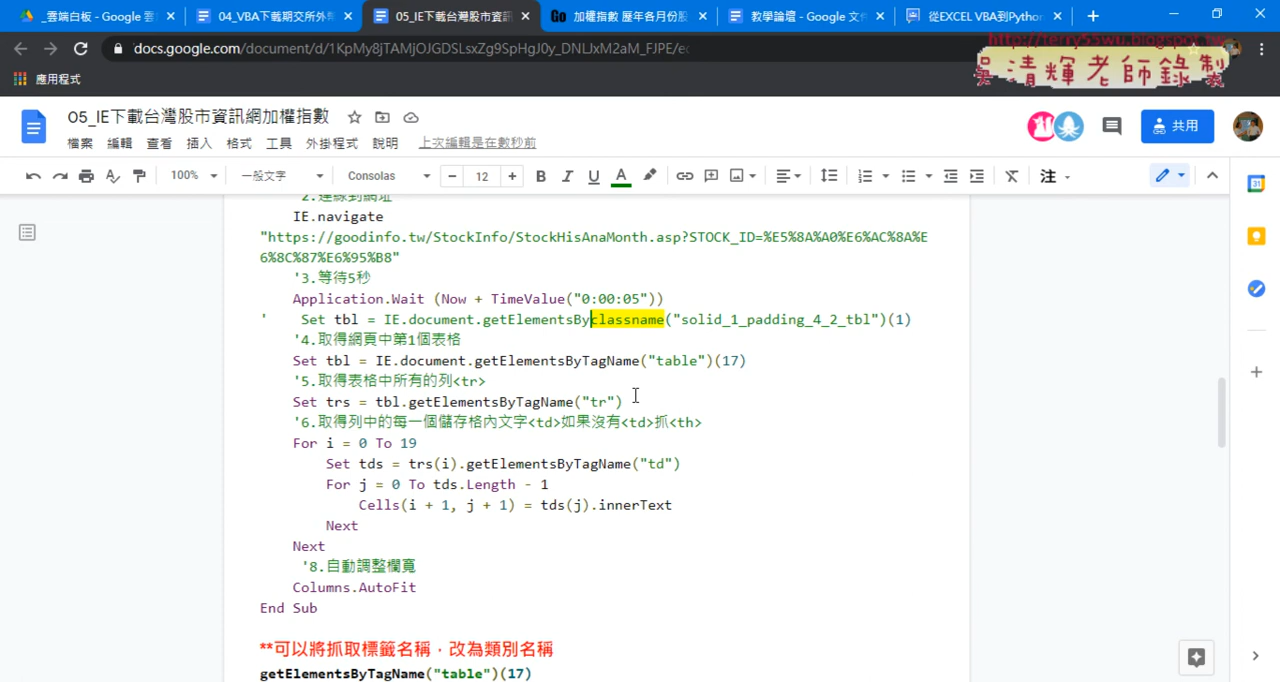 _雲端白板 - Google 雲
04_VBA下載期交所外
05_IE下載台灣股市資訊
加權指數 歷年各月份股
教學論壇 - Google 文
從EXCEL VBA到Python
docs.google.com/document/d/1KpMy8jTAMjOJGDSLsxZg9SpHgJ0y_DNLJxM2aM_FJPE/e
http://terry55wu.blogspot
應用程式
吳清輝老師錄製
05_IE下載台灣股市資訊網加權指數
共用
檔案 編輯 查看 插入 格式 工具 外掛程式 說明 上次編輯是在數秒前
100% 一般文字 Consolas 12 B I U A 注
'2.連線到網址
IE.navigate
"https://goodinfo.tw/StockInfo/StockHisAnaMonth.asp?STOCK_ID=%E5%8A%A0%E6%AC%8A%E
6%8C%87%E6%95%B8"
'3.等待5秒
Application.Wait (Now + TimeValue("0:00:05"))
' Set tbl = IE.document.getElementsByclassname("solid_1_padding_4_2_tbl")(1)
'4.取得網頁中第1個表格
Set tbl = IE.document.getElementsByTagName("table")(17)
'5.取得表格中所有的列<tr>
Set trs = tbl.getElementsByTagName("tr")
'6.取得列中的每一個儲存格內文字<td>如果沒有<td>抓<th>
For i = 0 To 19
Set tds = trs(i).getElementsByTagName("td")
For j = 0 To tds.Length - 1
Cells(i + 1, j + 1) = tds(j).innerText
Next
Next
'8.自動調整欄寬
Columns.AutoFit
End Sub
**可以將抓取標籤名稱，改為類別名稱
getElementsByTagName("table")(17)